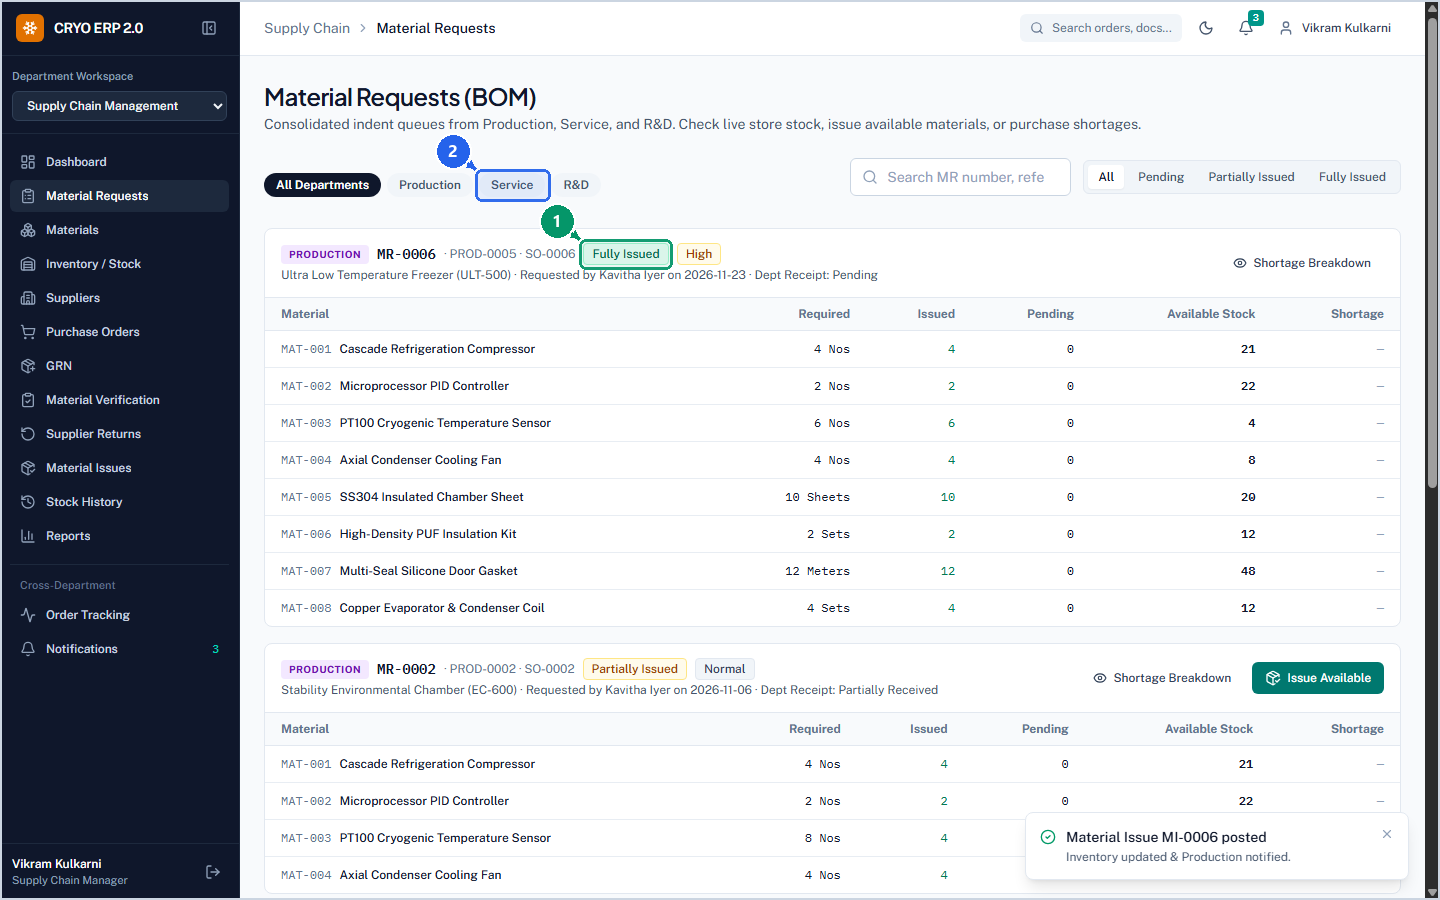 CRYO ERP 2.0
Supply Chain > Material Requests
Search orders, docs...
3
Vikram Kulkarni
Department Workspace
Supply Chain Management
Dashboard
Material Requests
Materials
Inventory / Stock
Suppliers
Purchase Orders
GRN
Material Verification
Supplier Returns
Material Issues
Stock History
Reports
Cross-Department
Order Tracking
Notifications 3
Vikram Kulkarni
Supply Chain Manager
Material Requests (BOM)
Consolidated indent queues from Production, Service, and R&D. Check live store stock, issue available materials, or purchase shortages.
2
All Departments Production Service R&D
Search MR number, refe
All Pending Partially Issued Fully Issued
1
PRODUCTION MR-0006 · PROD-0005 · SO-0006 Fully Issued High
Ultra Low Temperature Freezer (ULT-500) · Requested by Kavitha Iyer on 2026-11-23 · Dept Receipt: Pending
Shortage Breakdown
Material Required Issued Pending Available Stock Shortage
MAT-001 Cascade Refrigeration Compressor 4 Nos 4 0 21 –
MAT-002 Microprocessor PID Controller 2 Nos 2 0 22 –
MAT-003 PT100 Cryogenic Temperature Sensor 6 Nos 6 0 4 –
MAT-004 Axial Condenser Cooling Fan 4 Nos 4 0 8 –
MAT-005 SS304 Insulated Chamber Sheet 10 Sheets 10 0 20 –
MAT-006 High-Density PUF Insulation Kit 2 Sets 2 0 12 –
MAT-007 Multi-Seal Silicone Door Gasket 12 Meters 12 0 48 –
MAT-008 Copper Evaporator & Condenser Coil 4 Sets 4 0 12 –
PRODUCTION MR-0002 · PROD-0002 · SO-0002 Partially Issued Normal
Stability Environmental Chamber (EC-600) · Requested by Kavitha Iyer on 2026-11-06 · Dept Receipt: Partially Received
Shortage Breakdown
Issue Available
Material Required Issued Pending Available Stock Shortage
MAT-001 Cascade Refrigeration Compressor 4 Nos 4 0 21 –
MAT-002 Microprocessor PID Controller 2 Nos 2 0 22 –
MAT-003 PT100 Cryogenic Temperature Sensor 8 Nos 4
MAT-004 Axial Condenser Cooling Fan 4 Nos 4
Material Issue MI-0006 posted
Inventory updated & Production notified.